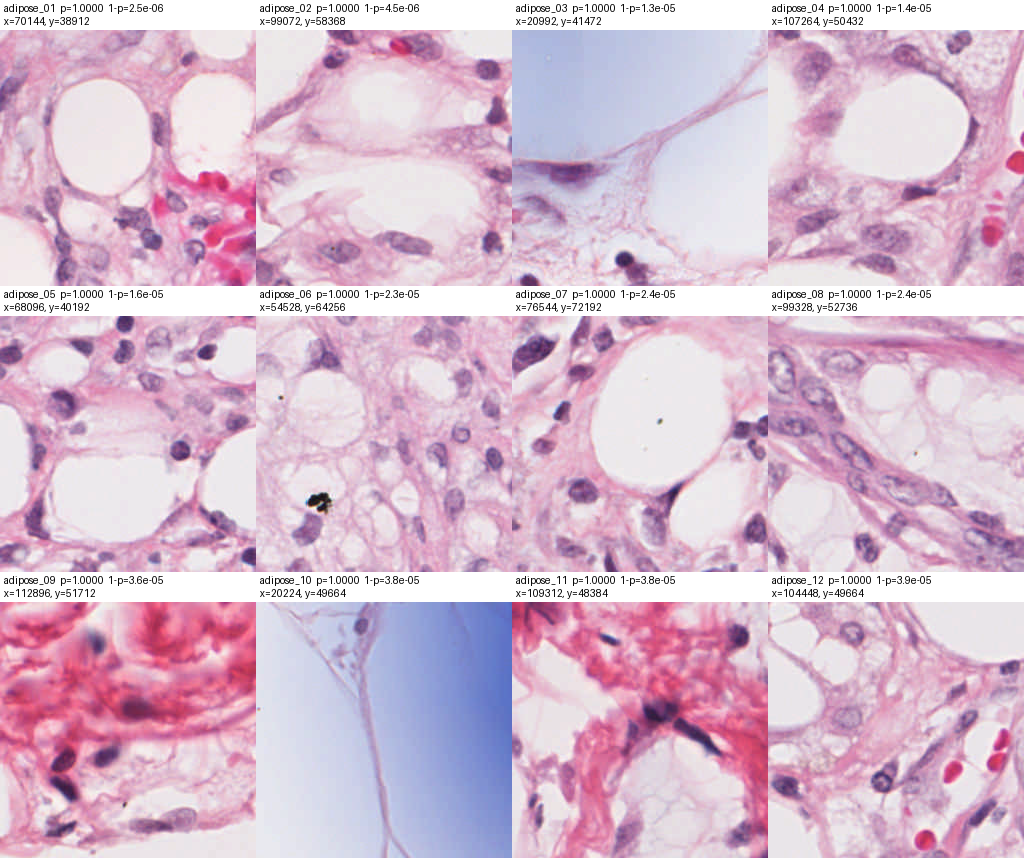 adipose_01 p=1.0000 1-p=2.5e-06
x=70144, y=38912
adipose_02 p=1.0000 1-p=4.5e-06
x=99072, y=58368
adipose_03 p=1.0000 1-p=1.3e-05
x=20992, y=41472
adipose_04 p=1.0000 1-p=1.4e-05
x=107264, y=50432
adipose_05 p=1.0000 1-p=1.6e-05
x=68096, y=40192
adipose_06 p=1.0000 1-p=2.3e-05
x=54528, y=64256
adipose_07 p=1.0000 1-p=2.4e-05
x=76544, y=72192
adipose_08 p=1.0000 1-p=2.4e-05
x=99328, y=52736
adipose_09 p=1.0000 1-p=3.6e-05
x=112896, y=51712
adipose_10 p=1.0000 1-p=3.8e-05
x=20224, y=49664
adipose_11 p=1.0000 1-p=3.8e-05
x=109312, y=48384
adipose_12 p=1.0000 1-p=3.9e-05
x=104448, y=49664